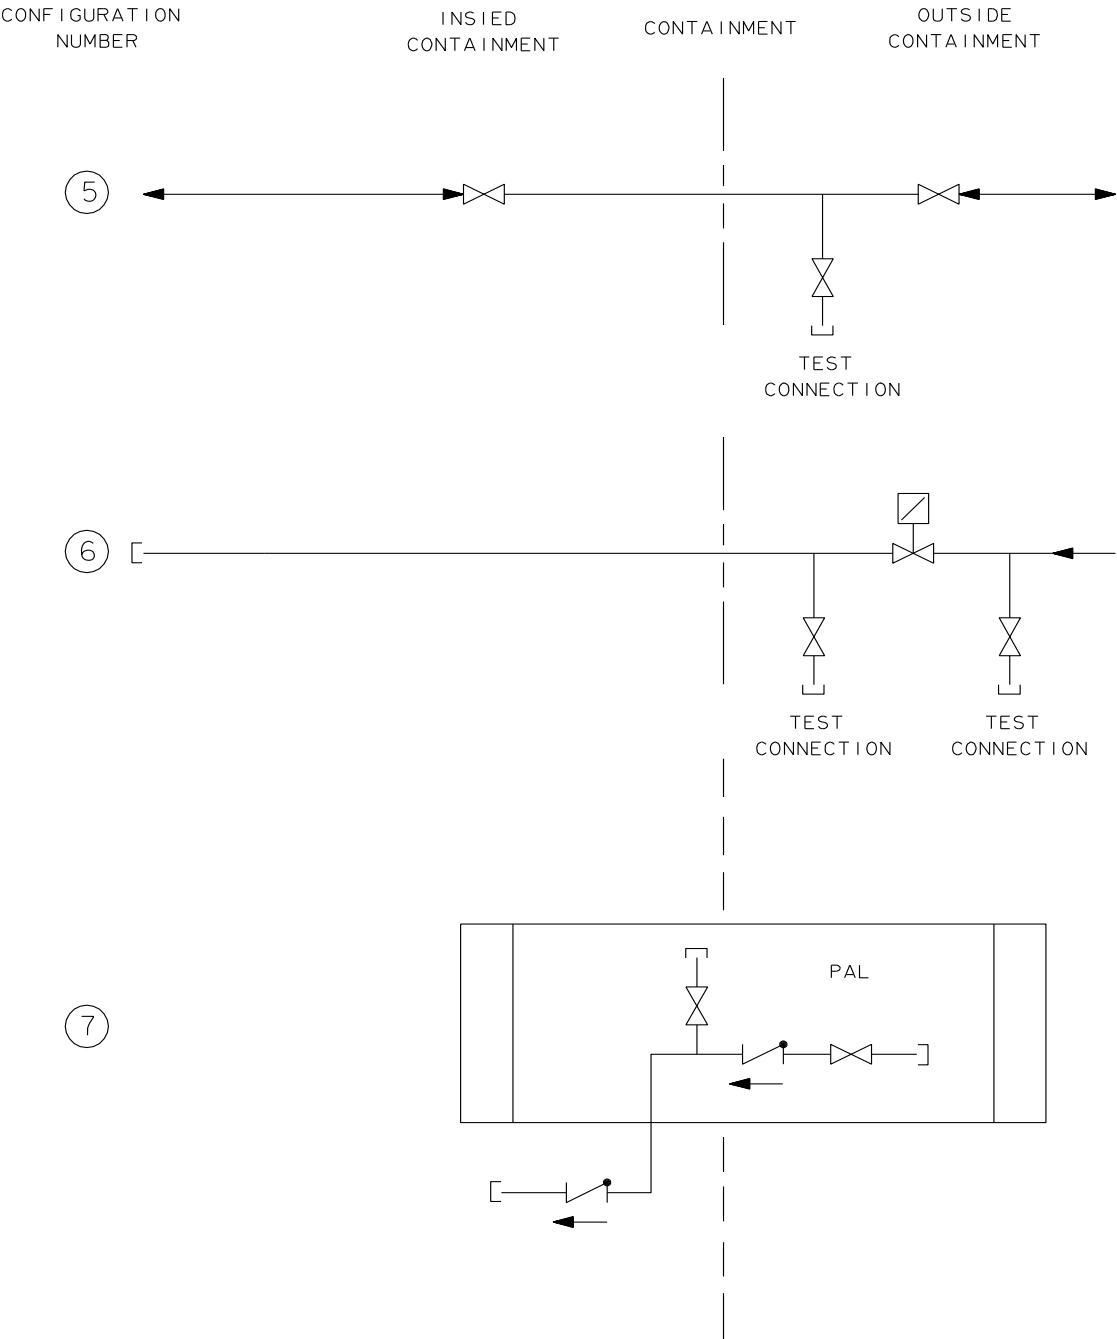 CONFIGURATION
NUMBER
INSIED
CONTAINMENT
CONTAINMENT
OUTSIDE
CONTAINMENT
5
TEST
CONNECTION
6
TEST
CONNECTION
TEST
CONNECTION
7
PAL